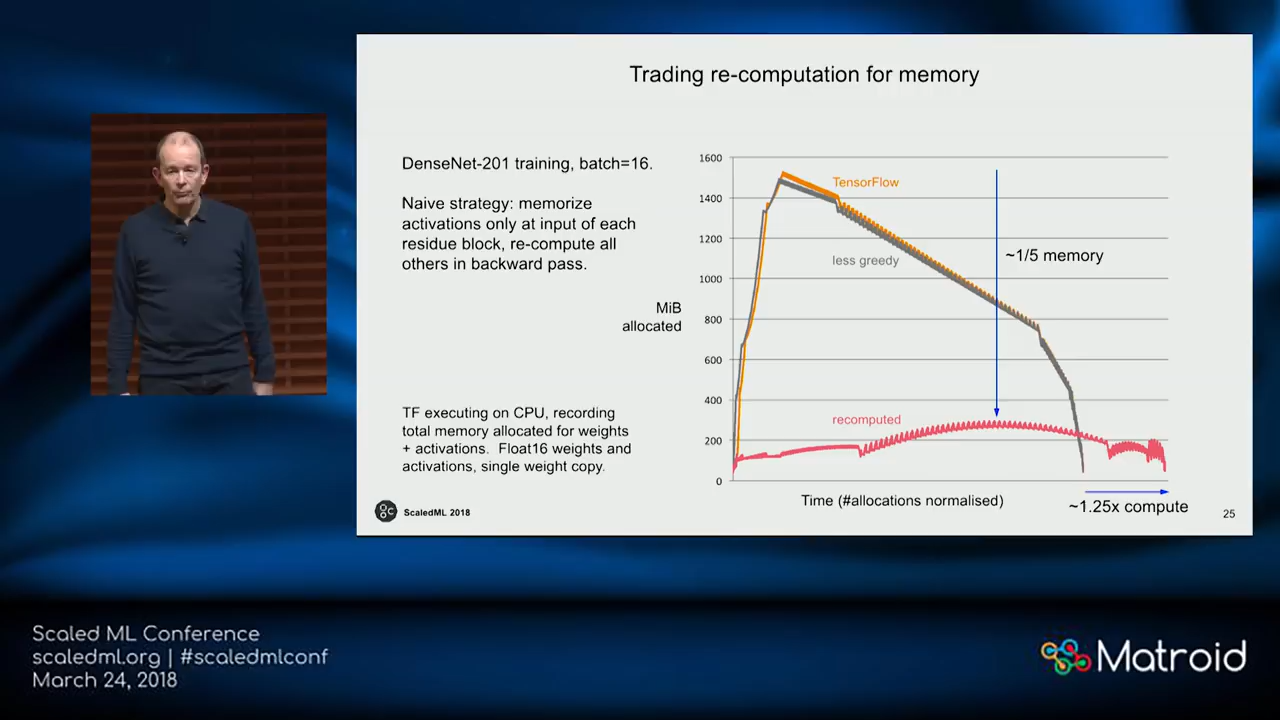 Trading re-computation for memory
DenseNet-201 training, batch=16.
Naive strategy: memorize
activations only at input of each
residue block, re-compute all
others in backward pass.
MiB
allocated
TF executing on CPU, recording
total memory allocated for weights
+ activations. Float16 weights and
activations, single weight copy.
1600
1400
1200
1000
800
600
400
200
0
TensorFlow
less greedy
~1/5 memory
recomputed
Time (#allocations normalised)
~1.25x compute
ScaledML 2018
25
Scaled ML Conference
scaledml.org | #scaledmlconf
March 24, 2018
Matroid